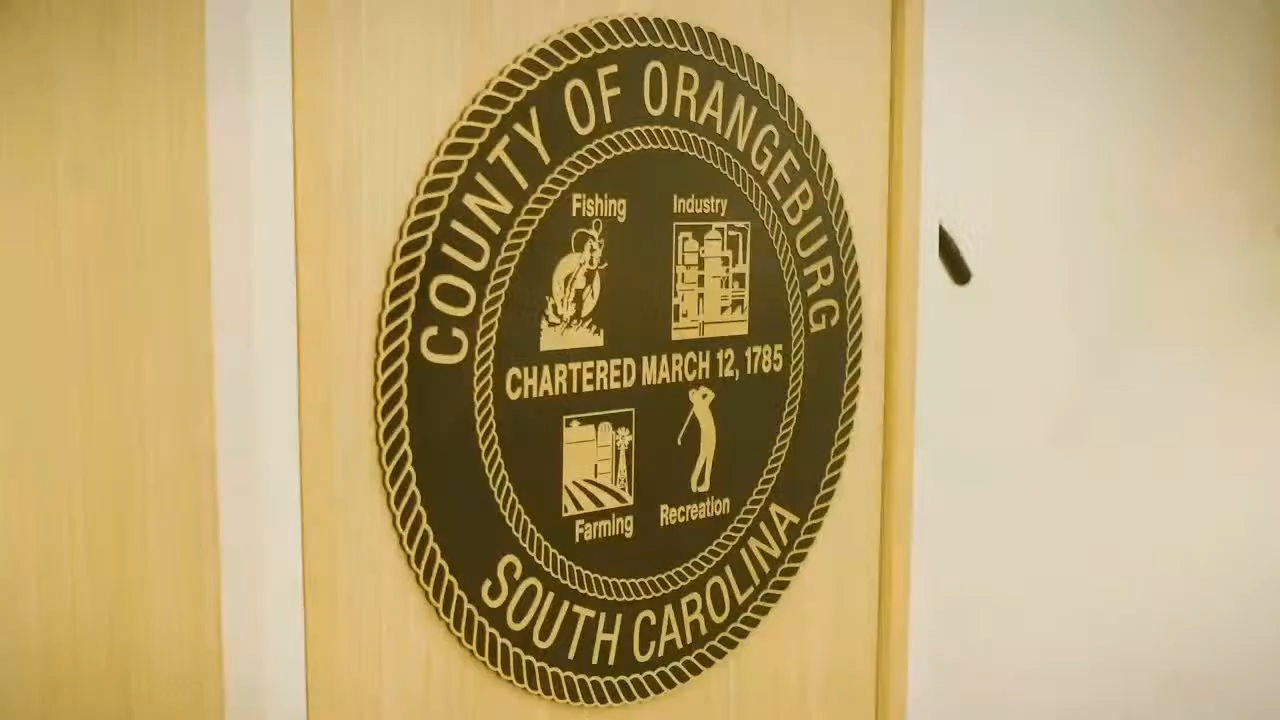 COUNTY OF ORANGEBURG
Fishing
Industry
CHARTERED MARCH 12, 1785
Farming
Recreation
SOUTH CAROLINA